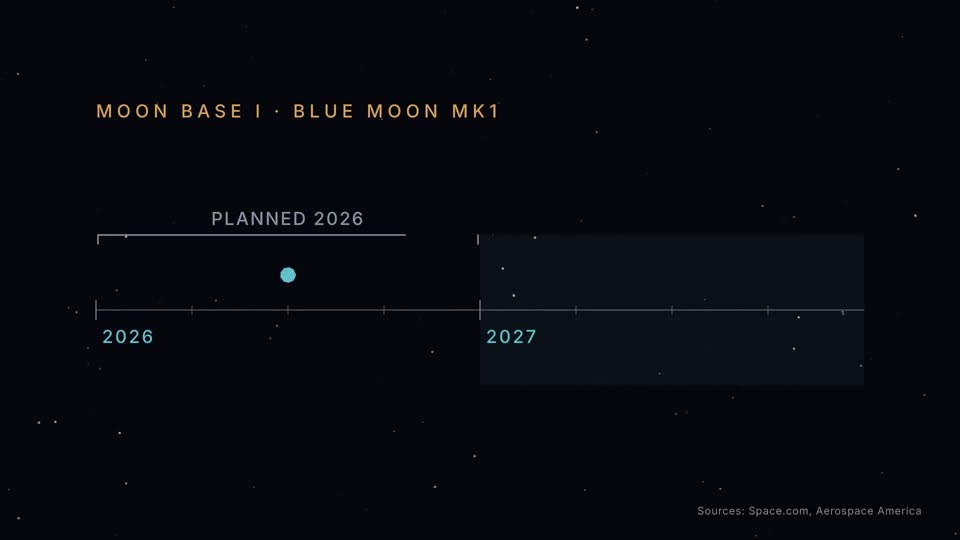 MOON BASE I · BLUE MOON MK1
PLANNED 2026
2026
2027
Sources: Space.com, Aerospace America